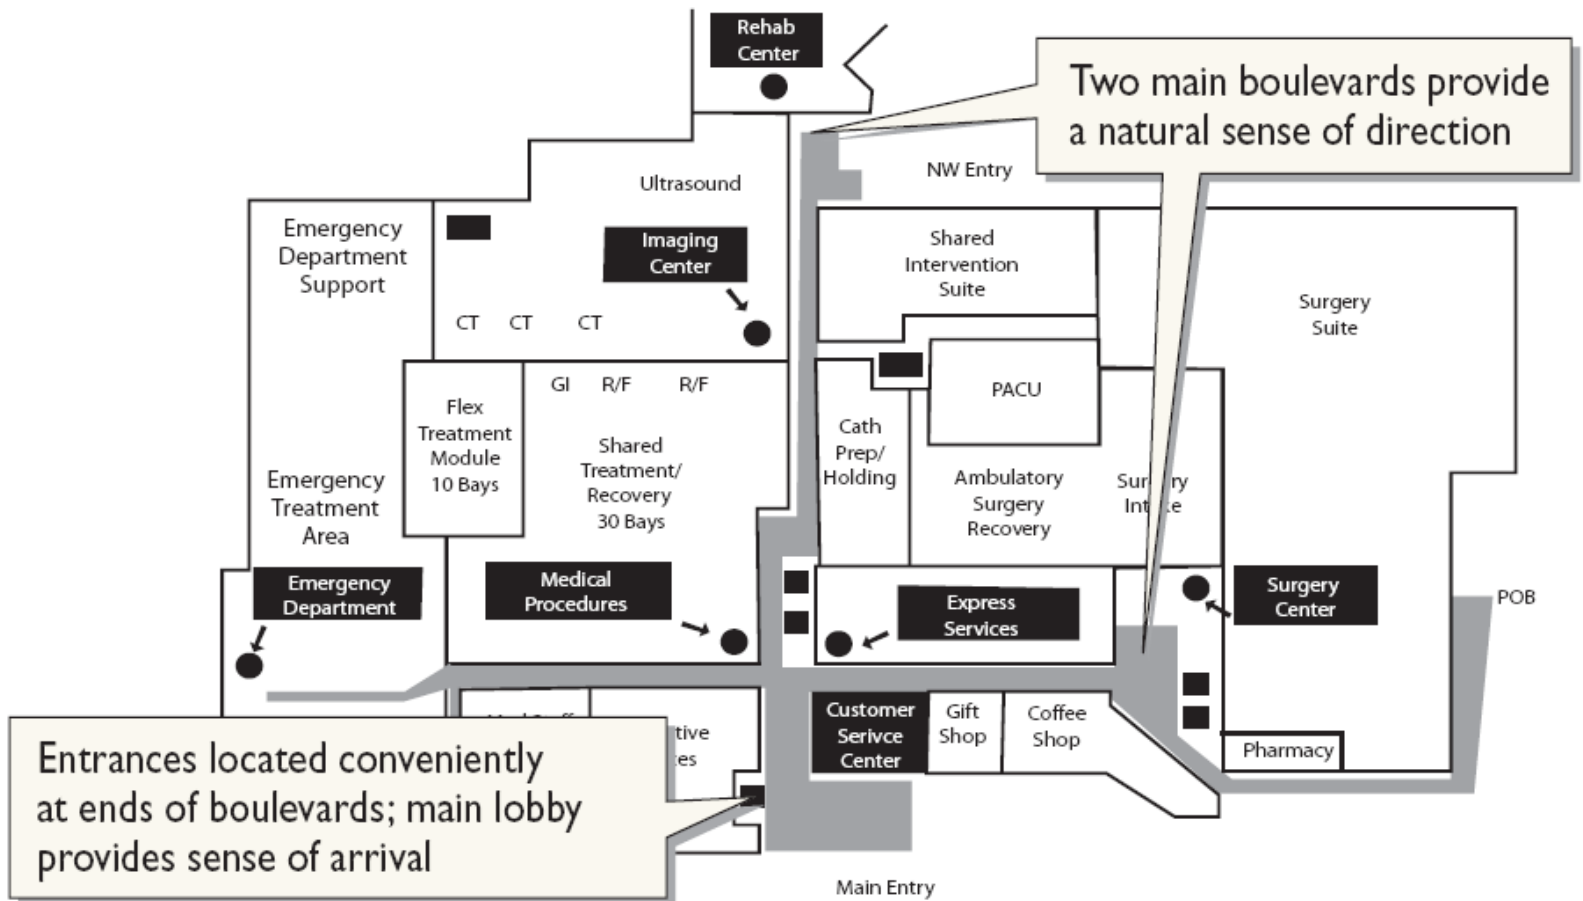 Rehab
Center
Two main boulevards provide
a natural sense of direction
NW Entry
Ultrasound
Emergency
Department
Support
Imaging
Center
Shared
Intervention
Suite
Surgery
Suite
CT CT CT
GI R/F R/F
PACU
Flex
Treatment
Module
10 Bays
Shared
Treatment/
Recovery
30 Bays
Cath
Prep/
Holding
Ambulatory
Surgery
Recovery
Emergency
Treatment
Area
Emergency
Department
Medical
Procedures
Express
Services
Surgery
Center
POB
Customer
Serivce
Center
Gift
Shop
Coffee
Shop
Pharmacy
Entrances located conveniently
at ends of boulevards; main lobby
provides sense of arrival
Main Entry